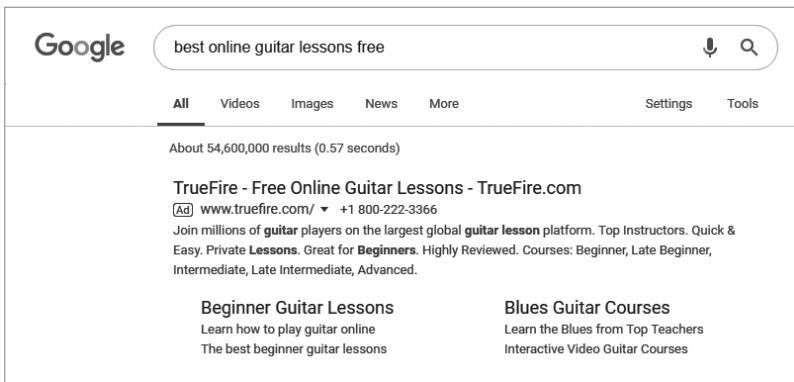 Google
best online guitar lessons free
All Videos Images News More Settings Tools
About 54,600,000 results (0.57 seconds)
TrueFire - Free Online Guitar Lessons - TrueFire.com
Ad www.truefire.com/ +1 800-222-3366
Join millions of guitar players on the largest global guitar lesson platform. Top Instructors. Quick &
Easy. Private Lessons. Great for Beginners. Highly Reviewed. Courses: Beginner, Late Beginner,
Intermediate, Late Intermediate, Advanced.
Beginner Guitar Lessons
Learn how to play guitar online
The best beginner guitar lessons
Blues Guitar Courses
Learn the Blues from Top Teachers
Interactive Video Guitar Courses